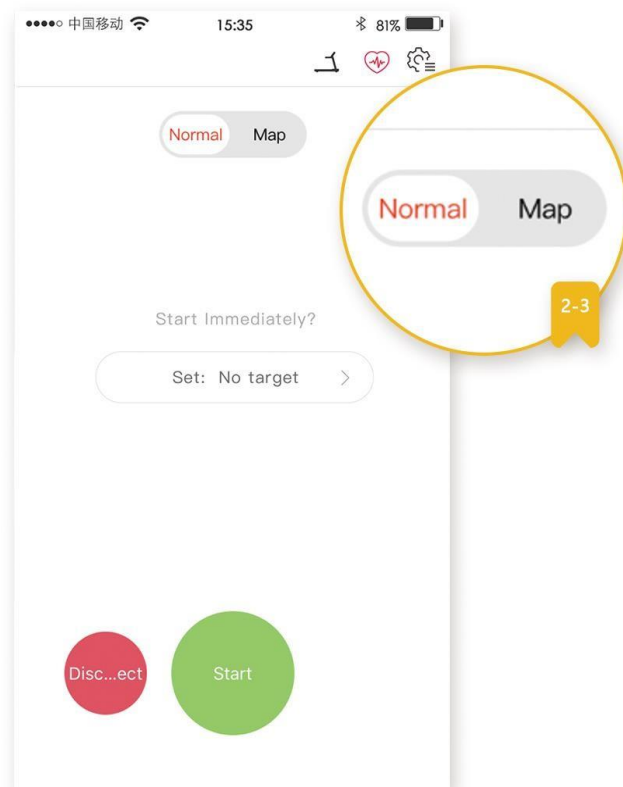 中国移动 15:35 81%
Normal Map
Normal Map
2-3
Start Immediately?
Set: No target
Disc...ect Start